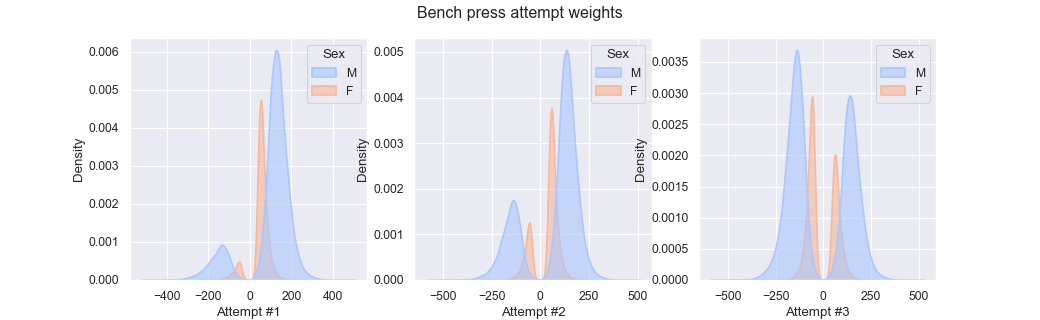 Bench press attempt weights
0.006
0.005
0.004
0.003
0.002
0.001
0.000
Density
−400 −200 0 200 400
Attempt #1
Sex
M
F
0.005
0.004
0.003
0.002
0.001
0.000
Density
−500 −250 0 250 500
Attempt #2
Sex
M
F
0.0035
0.0030
0.0025
0.0020
0.0015
0.0010
0.0005
0.0000
Density
−500 −250 0 250 500
Attempt #3
Sex
M
F